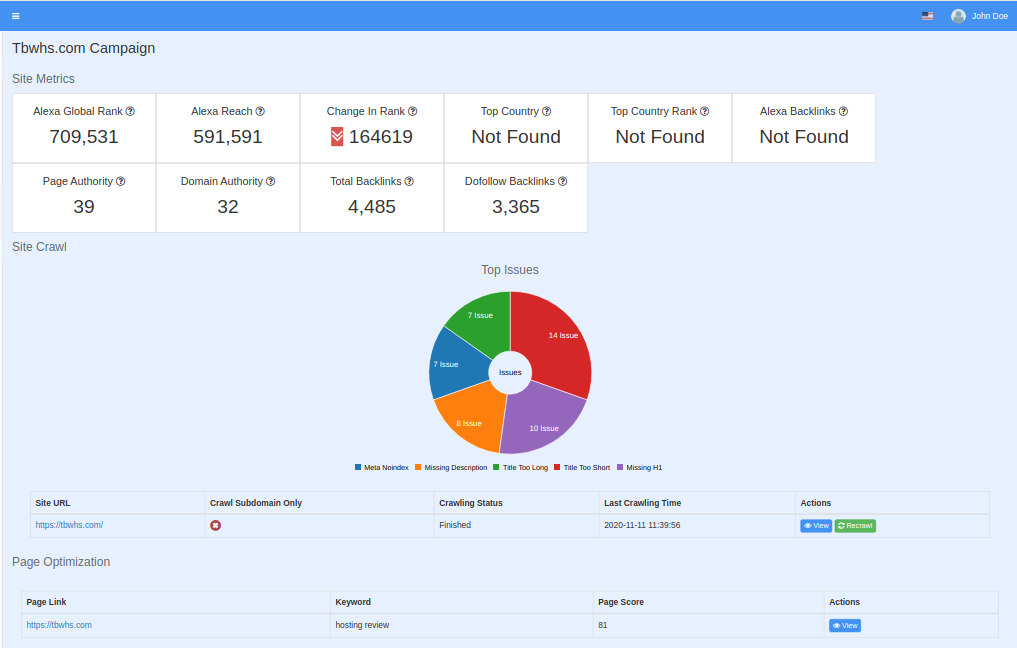 John Doe
Tbwhs.com Campaign
Site Metrics
Alexa Global Rank Alexa Reach Change In Rank Top Country Top Country Rank Alexa Backlinks
709,531 591,591 164619 Not Found Not Found Not Found
Page Authority Domain Authority Total Backlinks Dofollow Backlinks
39 32 4,485 3,365
Site Crawl
Top Issues
7 Issue
14 Issue
7 Issue
Issues
8 Issue
10 Issue
Meta Noindex Missing Description Title Too Long Title Too Short Missing H1
Site URL Crawl Subdomain Only Crawling Status Last Crawling Time Actions
https://tbwhs.com/ Finished 2020-11-11 11:39:56 View Recrawl
Page Optimization
Page Link Keyword Page Score Actions
https://tbwhs.com hosting review 81 View